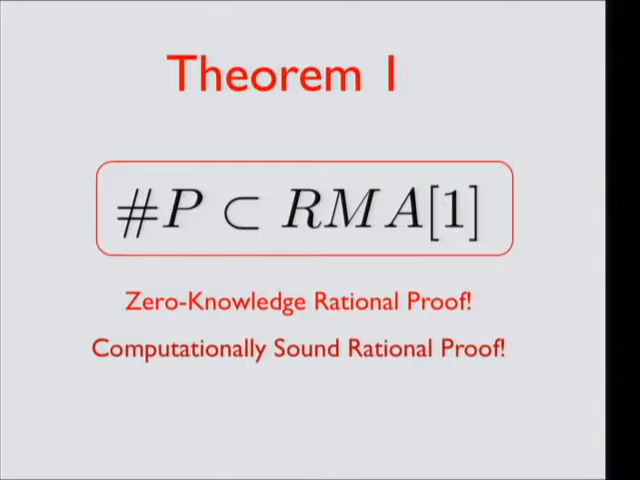 Theorem 1
#P ⊂ RMA[1]
Zero-Knowledge Rational Proof!
Computationally Sound Rational Proof!